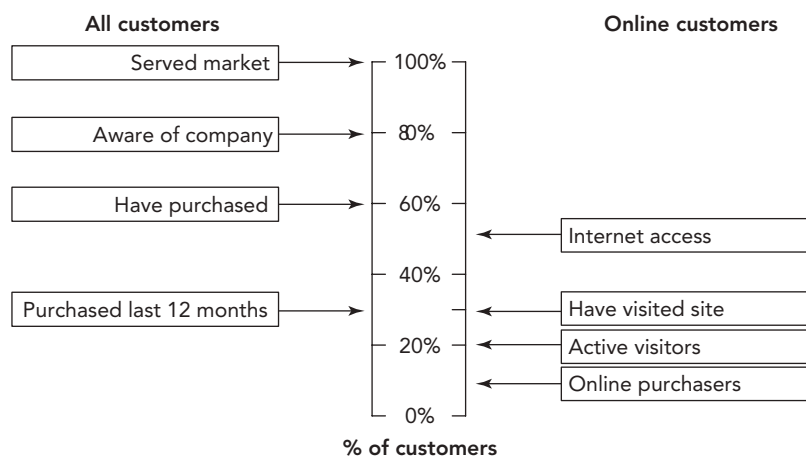 All customers
Online customers
Served market
100%
Aware of company
80%
Have purchased
60%
Internet access
40%
Purchased last 12 months
Have visited site
20%
Active visitors
Online purchasers
0%
% of customers